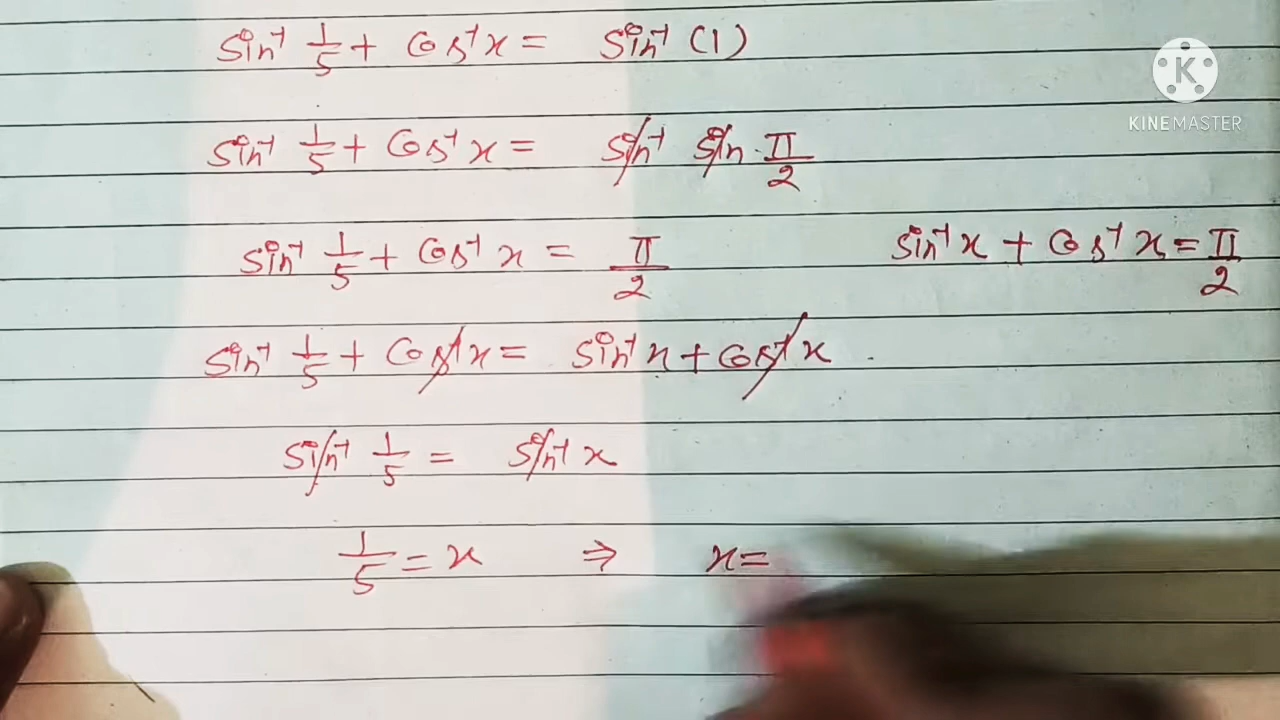 sin⁻¹ 1/5 + cos⁻¹ x = sin⁻¹ (1)
K
KINEMASTER
sin⁻¹ 1/5 + cos⁻¹ x = sin⁻¹ sin π/2
sin⁻¹ 1/5 + cos⁻¹ x = π/2
sin⁻¹ x + cos⁻¹ x = π/2
sin⁻¹ 1/5 + cos⁻¹ x = sin⁻¹ x + cos⁻¹ x .
sin⁻¹ 1/5 = sin⁻¹ x
1/5 = x ⇒ x =